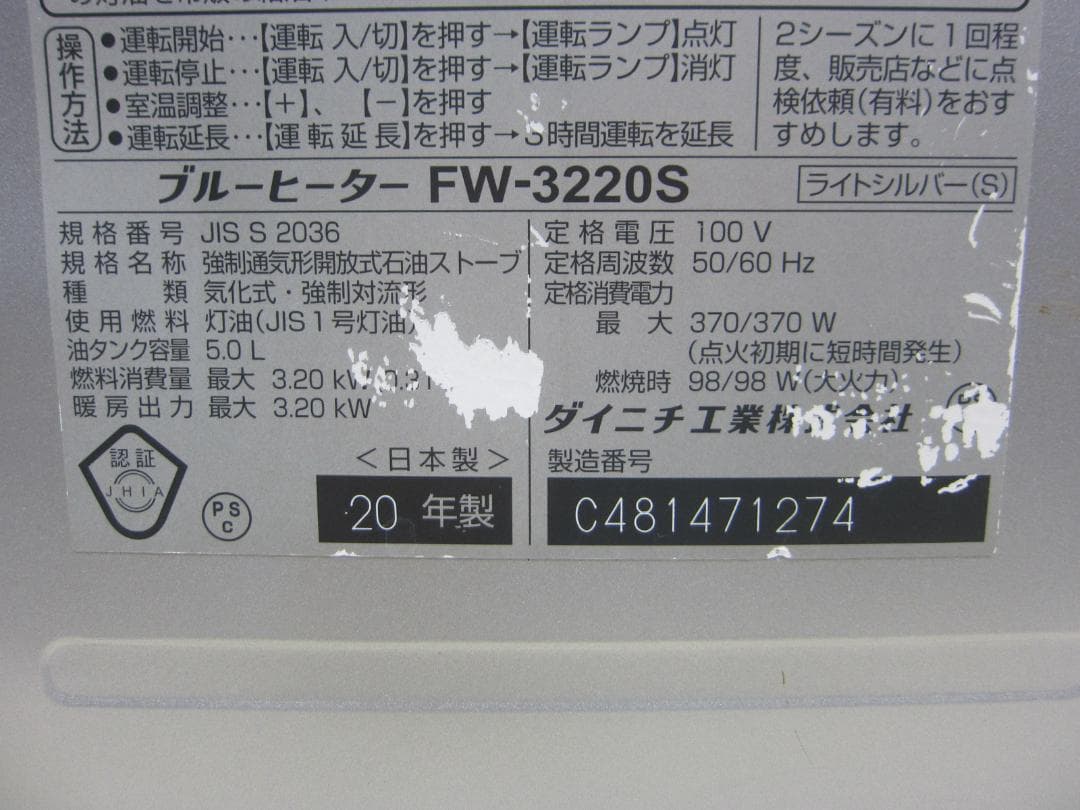 操作方法
●運転開始…【運転 入/切】を押す→【運転ランプ】点灯
●運転停止…【運転 入/切】を押す→【運転ランプ】消灯
●室温調整…【+】、【−】を押す
●運転延長…【運転延長】を押す→ 時間運転を延長
2シーズンに1回程
度、販売店などに点
検依頼(有料)をおす
すめします。
ブルーヒーター FW-3220S
ライトシルバー(S)
規格番号 JIS S 2036
規格名称 強制通気形開放式石油ストーブ
種類 気化式・強制対流形
使用燃料 灯油(JIS1号灯油)
油タンク容量 5.0 L
燃料消費量 最大 3.20 kW
暖房出力 最大 3.20 kW
定格電圧 100 V
定格周波数 50/60 Hz
定格消費電力
最大 370/370 W
(点火初期に短時間発生)
燃焼時 98/98 W(大火力)
ダイニチ工業株式会社
認証
JHIA
PS
C
<日本製>
20 年製
製造番号
C481471274